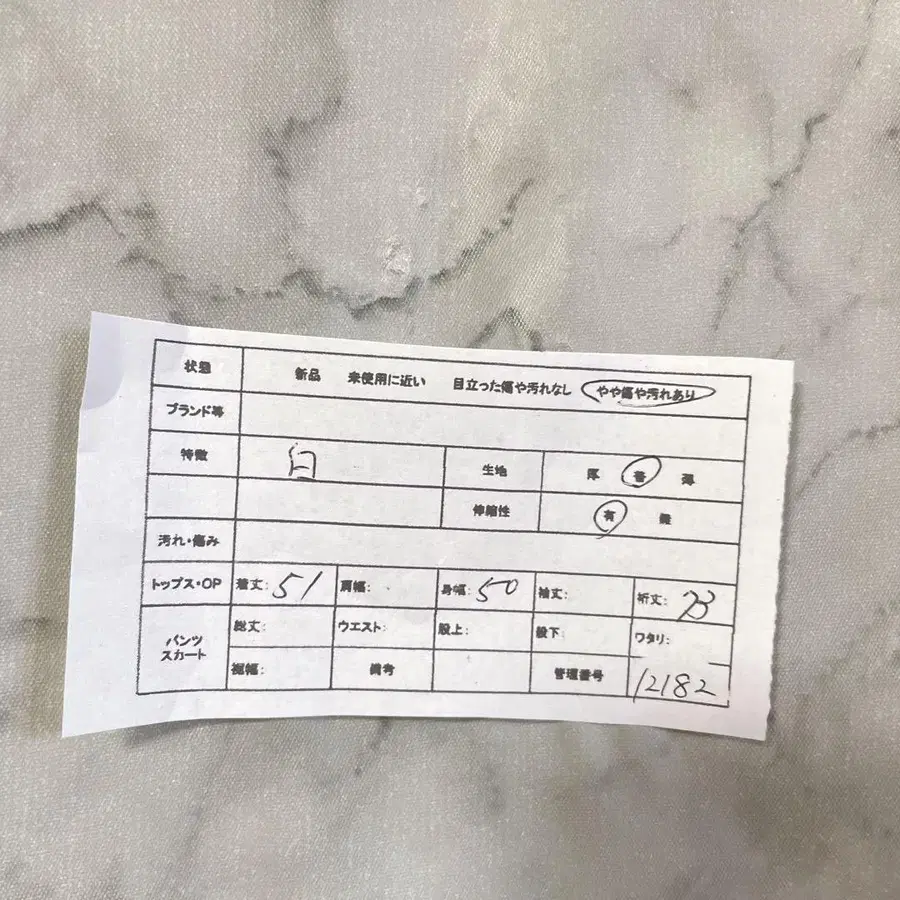 状態 新品 未使用に近い 目立った傷や汚れなし やや傷や汚れあり
ブランド等
特徴 白 生地 厚 普 薄
伸縮性 有 無
汚れ・傷み
トップス・OP 着丈: 51 肩幅: 身幅: 50 袖丈: 裄丈: 73
パンツ スカート 総丈: ウエスト: 股上: 股下: ワタリ:
裾幅: 備考 管理番号 12182